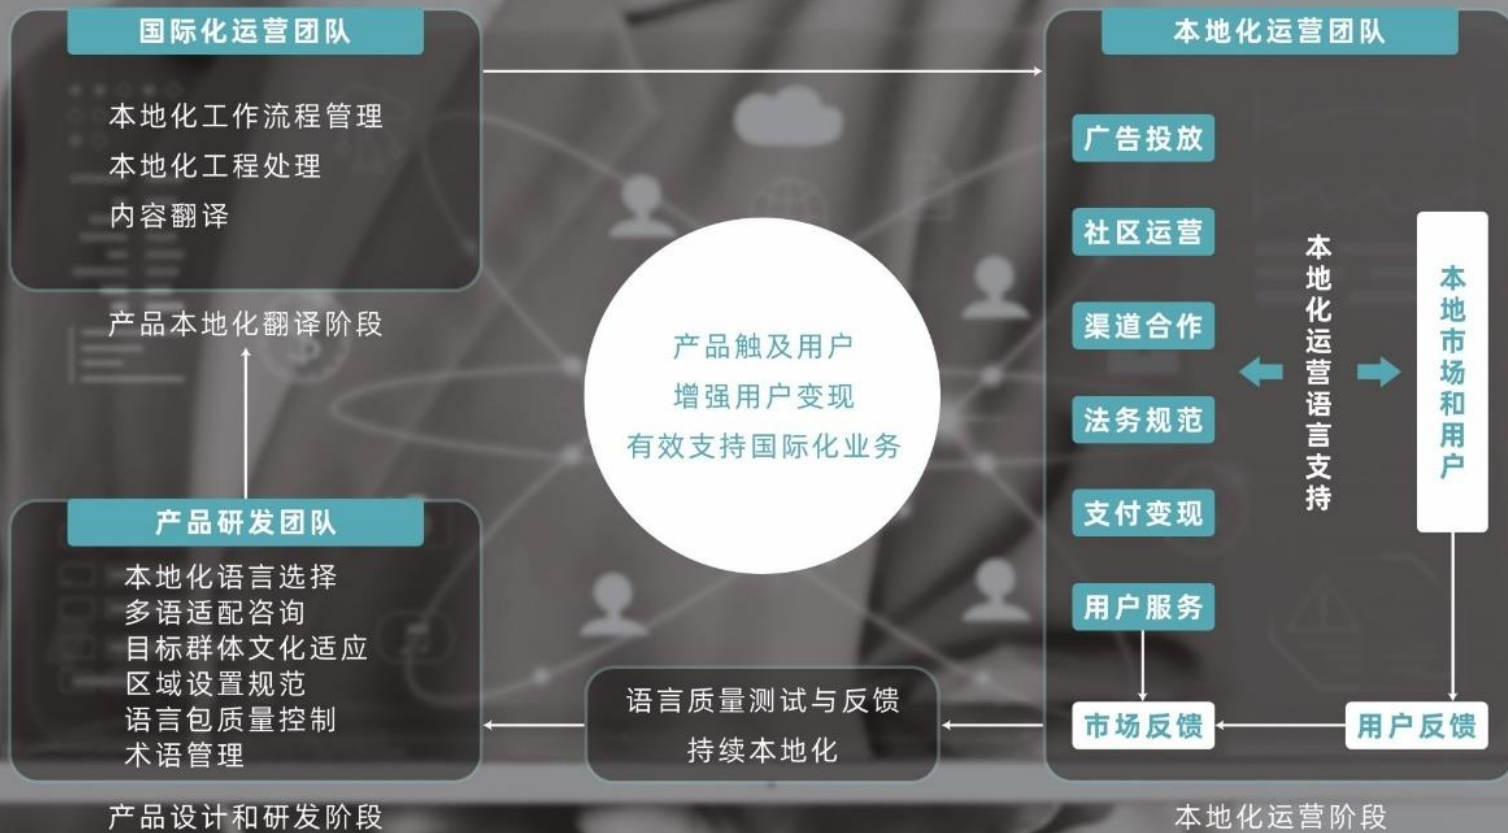 国际化运营团队
本地化工作流程管理
本地化工程处理
内容翻译
产品本地化翻译阶段
产品研发团队
本地化语言选择
多语适配咨询
目标群体文化适应
区域设置规范
语言包质量控制
术语管理
产品设计和研发阶段
产品触及用户
增强用户变现
有效支持国际化业务
语言质量测试与反馈
持续本地化
本地化运营团队
广告投放
社区运营
渠道合作
法务规范
支付变现
用户服务
本地化运营语言支持
本地市场和用户
市场反馈
用户反馈
本地化运营阶段